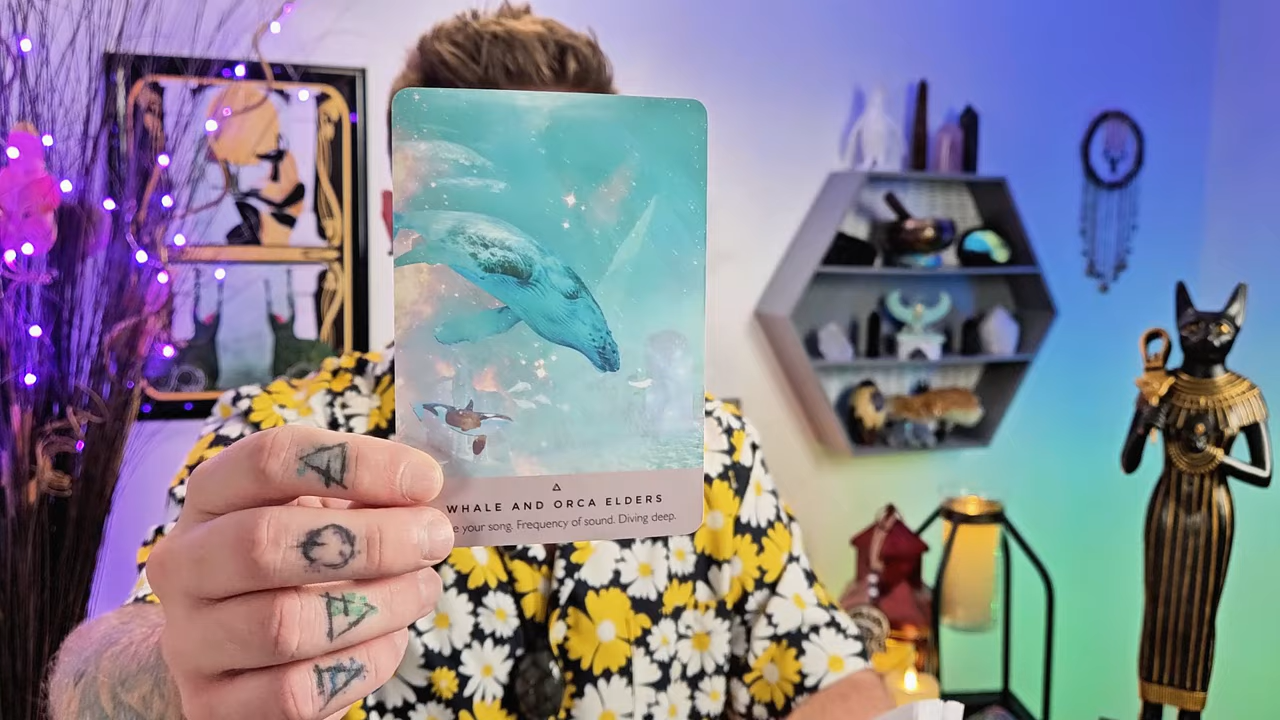 WHALE AND ORCA ELDERS
e your song. Frequency of sound. Diving deep.